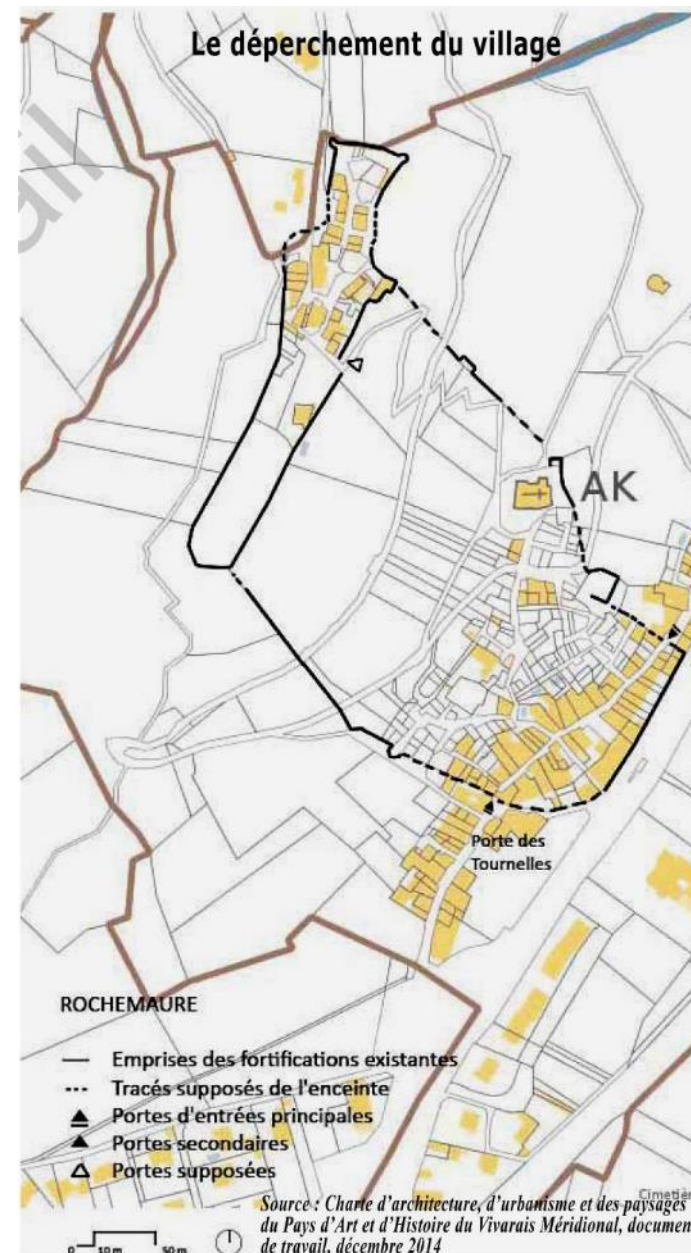 Le déperchement du village
ail
AK
Porte des
Tournelles
ROCHEMAURE
Emprises des fortifications existantes
Tracés supposés de l'enceinte
Portes d'entrées principales
Portes secondaires
Portes supposées
Cimetièr
Source : Charte d'architecture, d'urbanisme et des paysages
du Pays d'Art et d'Histoire du Vivarais Méridional, documen
de travail, décembre 2014
0 10 m 50 m